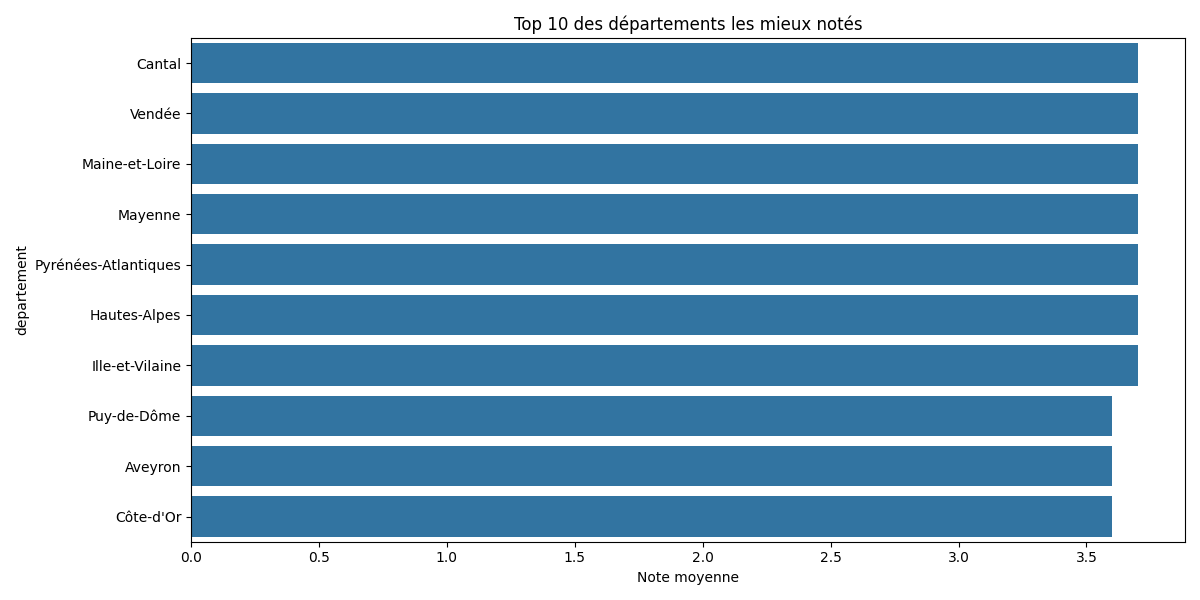 Top 10 des départements les mieux notés
departement
Cantal
Vendée
Maine-et-Loire
Mayenne
Pyrénées-Atlantiques
Hautes-Alpes
Ille-et-Vilaine
Puy-de-Dôme
Aveyron
Côte-d'Or
0.0 0.5 1.0 1.5 2.0 2.5 3.0 3.5
Note moyenne